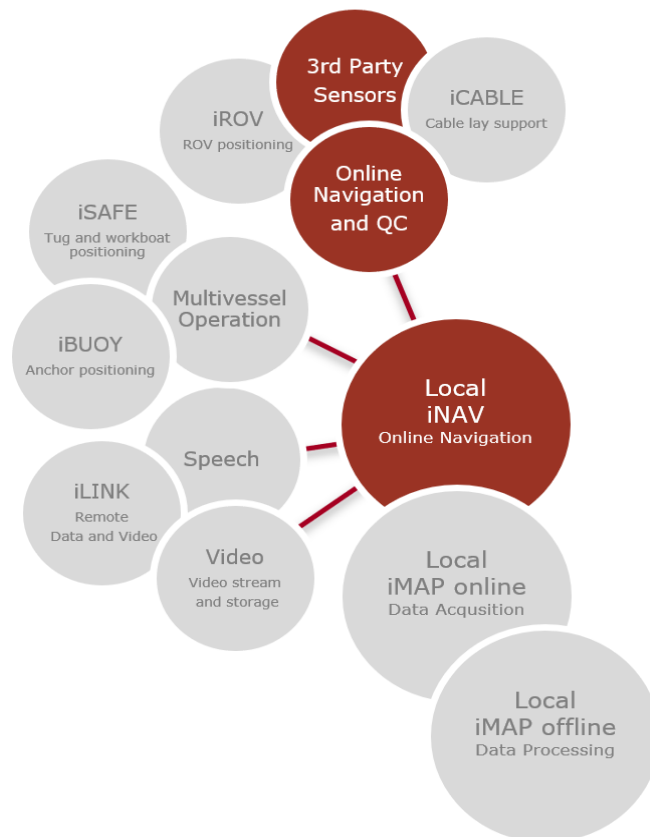 3rd Party
Sensors
iCABLE
Cable lay support
iROV
ROV positioning
Online
Navigation
and QC
iSAFE
Tug and workboat
positioning
Multivessel
Operation
iBUOY
Anchor positioning
Local
iNAV
Online Navigation
Speech
iLINK
Remote
Data and Video
Video
Video stream
and storage
Local
iMAP online
Data Acqusition
Local
iMAP offline
Data Processing